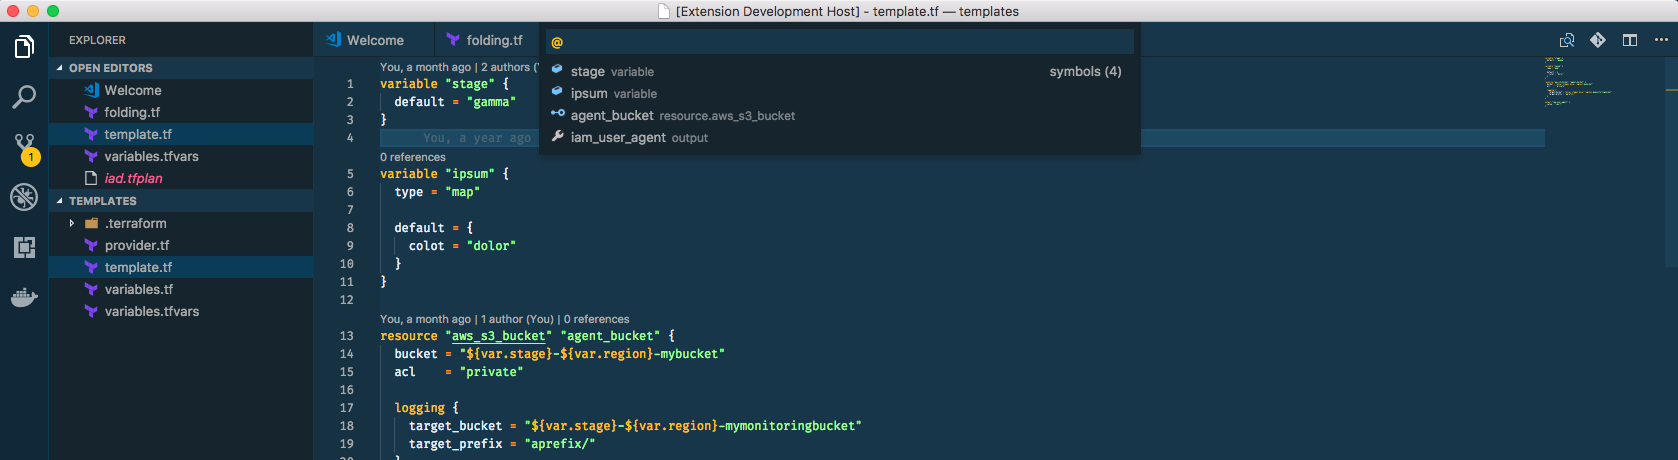 [Extension Development Host] - template.tf — templates
EXPLORER
OPEN EDITORS
Welcome
folding.tf
template.tf
variables.tfvars
iad.tfplan
1
TEMPLATES
.terraform
provider.tf
template.tf
variables.tf
variables.tfvars
Welcome
folding.tf
@
stage variable
symbols (4)
ipsum variable
agent_bucket resource.aws_s3_bucket
iam_user_agent output
You, a month ago | 2 authors (
1 variable "stage" {
2 default = "gamma"
3 }
4 You, a year ago
0 references
5 variable "ipsum" {
6 type = "map"
7
8 default = {
9 colot = "dolor"
10 }
11 }
12
You, a month ago | 1 author (You) | 0 references
13 resource "aws_s3_bucket" "agent_bucket" {
14 bucket = "${var.stage}-${var.region}-mybucket"
15 acl = "private"
16
17 logging {
18 target_bucket = "${var.stage}-${var.region}-mymonitoringbucket"
19 target_prefix = "aprefix/"